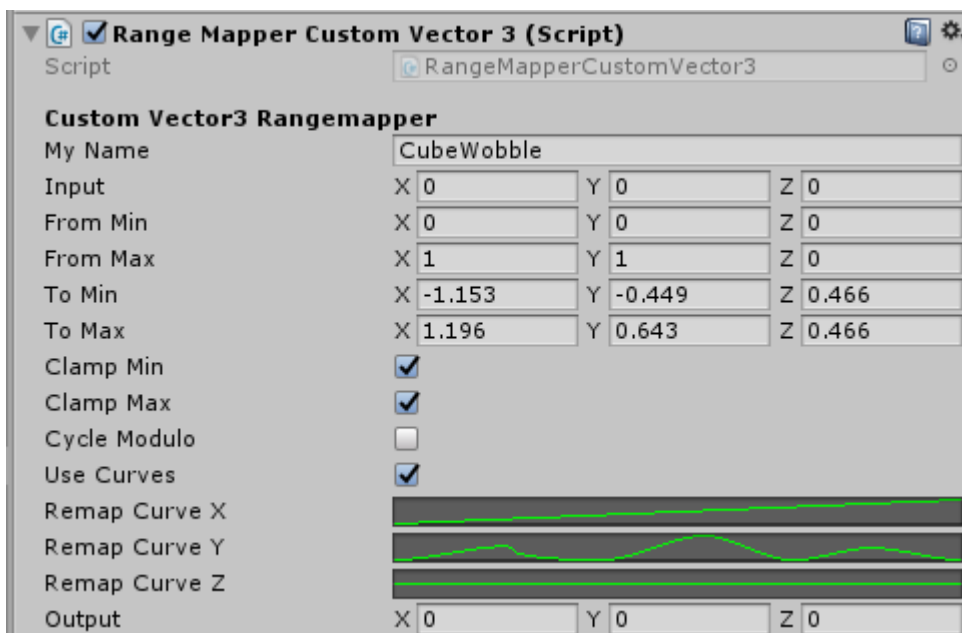 Range Mapper Custom Vector 3 (Script)
Script RangeMapperCustomVector3
Custom Vector3 Rangemapper
My Name CubeWobble
Input X 0 Y 0 Z 0
From Min X 0 Y 0 Z 0
From Max X 1 Y 1 Z 0
To Min X -1.153 Y -0.449 Z 0.466
To Max X 1.196 Y 0.643 Z 0.466
Clamp Min
Clamp Max
Cycle Modulo
Use Curves
Remap Curve X
Remap Curve Y
Remap Curve Z
Output X 0 Y 0 Z 0